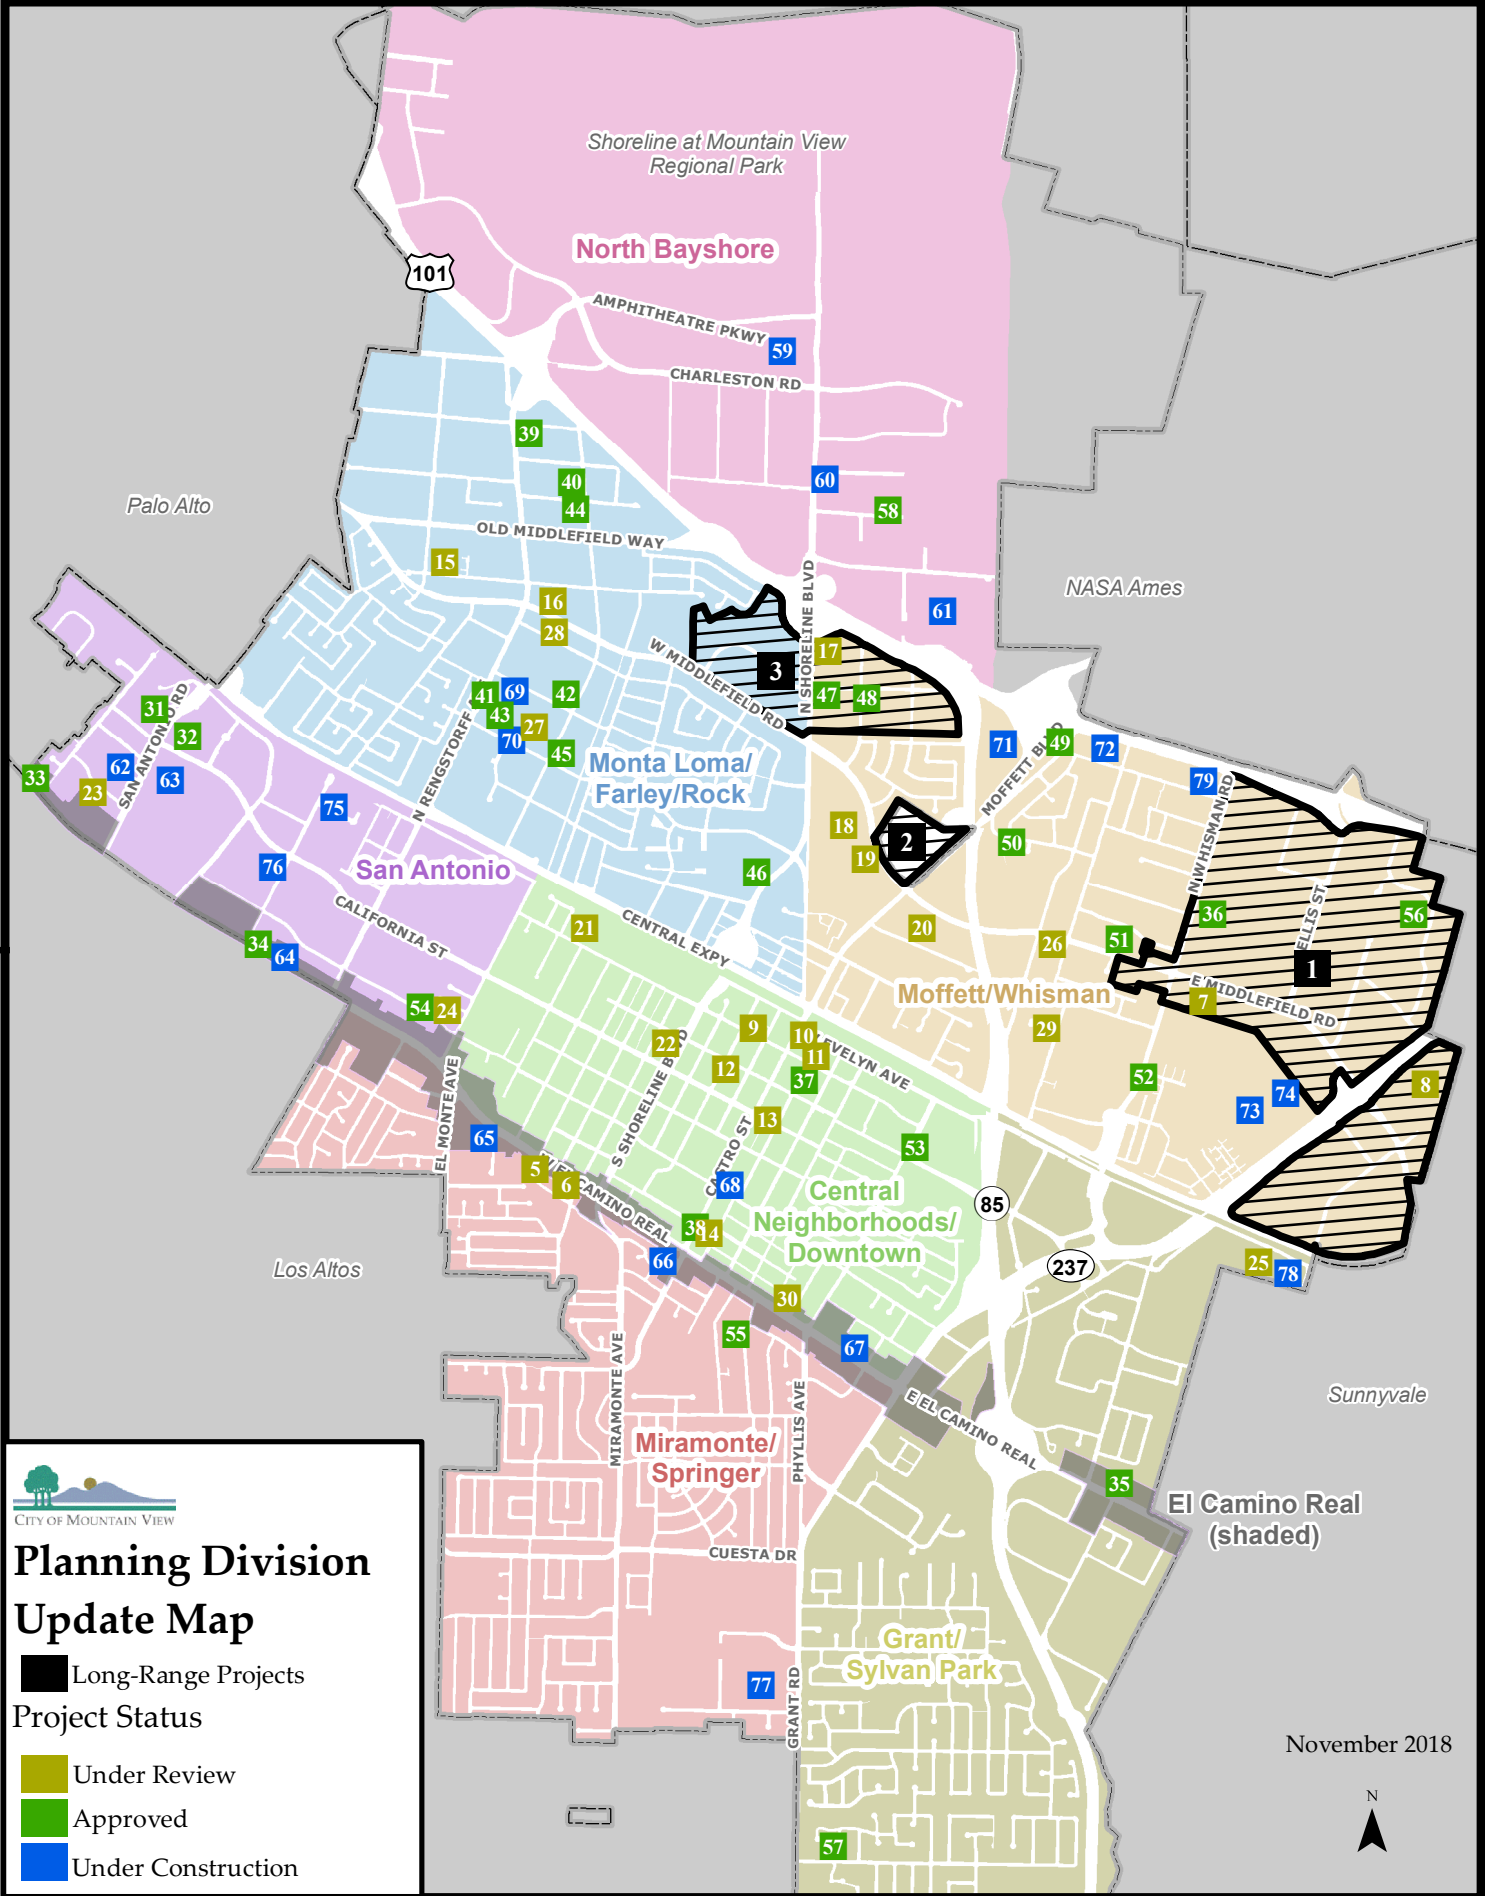 Shoreline at Mountain View
Regional Park
North Bayshore
101
AMPHITHEATRE PKWY
59
CHARLESTON RD
39
40
60
Palo Alto
44
58
OLD MIDDLEFIELD WAY
15
NASA Ames
16
61
28
N SHORELINE BLVD
17
W MIDDLEFIELD RD
3
41
69
42
47
48
31
43
27
32
70
45
SAN ANTONIO RD
N RENGSTORFF
71
MOFFETT BLVD
49
72
Monta Loma/
Farley/Rock
33
62
63
23
79
N WHISMAN RD
75
18
2
50
19
76
San Antonio
46
CALIFORNIA ST
36
56
ELLIS ST
21
CENTRAL EXPY
20
26
51
34
64
1
Moffett/Whisman
7
E MIDDLEFIELD RD
54
24
9
10
29
22
11
EVELYN AVE
12
37
52
8
74
73
EL MONTE AVE
S SHORELINE BLVD
13
CASTRO ST
65
53
5
6
W EL CAMINO REAL
68
Central
Neighborhoods/
Downtown
85
38
14
66
237
25
78
Los Altos
30
55
67
MIRAMONTE AVE
PHYLLIS AVE
E EL CAMINO REAL
Sunnyvale
Miramonte/
Springer
35
El Camino Real
(shaded)
CUESTA DR
Grant/
Sylvan Park
77
GRANT RD
57
CITY OF MOUNTAIN VIEW
Planning Division
Update Map
Long-Range Projects
Project Status
Under Review
Approved
Under Construction
November 2018
N